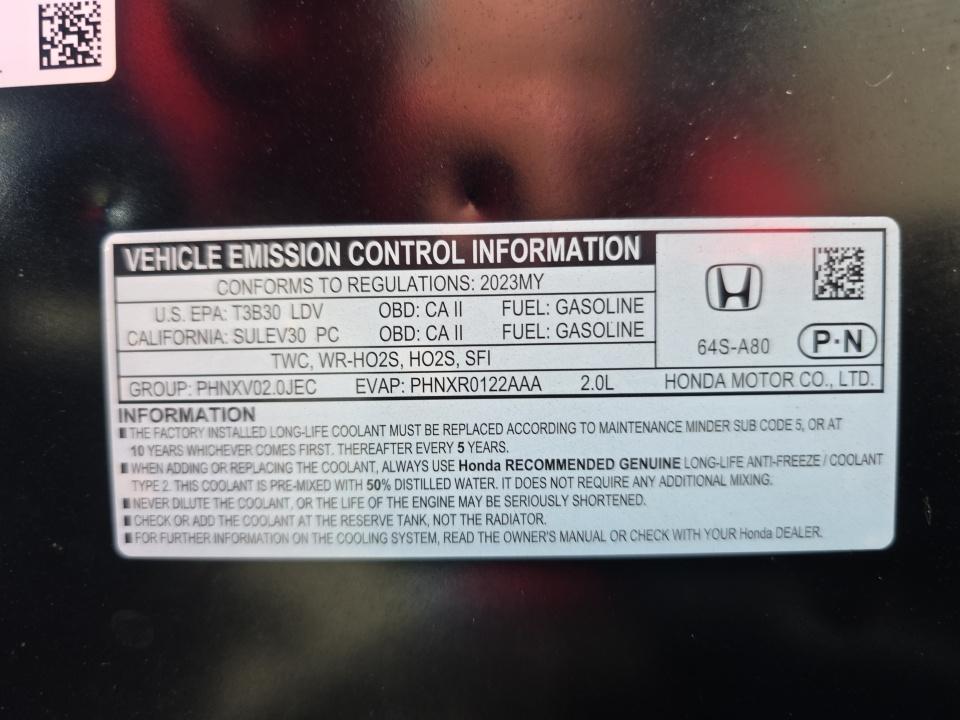 VEHICLE EMISSION CONTROL INFORMATION
CONFORMS TO REGULATIONS: 2023MY
U.S. EPA: T3B30 LDV OBD: CA II FUEL: GASOLINE
CALIFORNIA: SULEV30 PC OBD: CA II FUEL: GASOLINE
TWC, WR-HO2S, HO2S, SFI
64S-A80 P·N
GROUP: PHNXV02.0JEC EVAP: PHNXR0122AAA 2.0L HONDA MOTOR CO., LTD.
INFORMATION
THE FACTORY INSTALLED LONG-LIFE COOLANT MUST BE REPLACED ACCORDING TO MAINTENANCE MINDER SUB CODE 5, OR AT
10 YEARS WHICHEVER COMES FIRST. THEREAFTER EVERY 5 YEARS.
WHEN ADDING OR REPLACING THE COOLANT, ALWAYS USE Honda RECOMMENDED GENUINE LONG-LIFE ANTI-FREEZE / COOLANT
TYPE 2. THIS COOLANT IS PRE-MIXED WITH 50% DISTILLED WATER. IT DOES NOT REQUIRE ANY ADDITIONAL MIXING.
NEVER DILUTE THE COOLANT, OR THE LIFE OF THE ENGINE MAY BE SERIOUSLY SHORTENED.
CHECK OR ADD THE COOLANT AT THE RESERVE TANK, NOT THE RADIATOR.
FOR FURTHER INFORMATION ON THE COOLING SYSTEM, READ THE OWNER'S MANUAL OR CHECK WITH YOUR Honda DEALER.